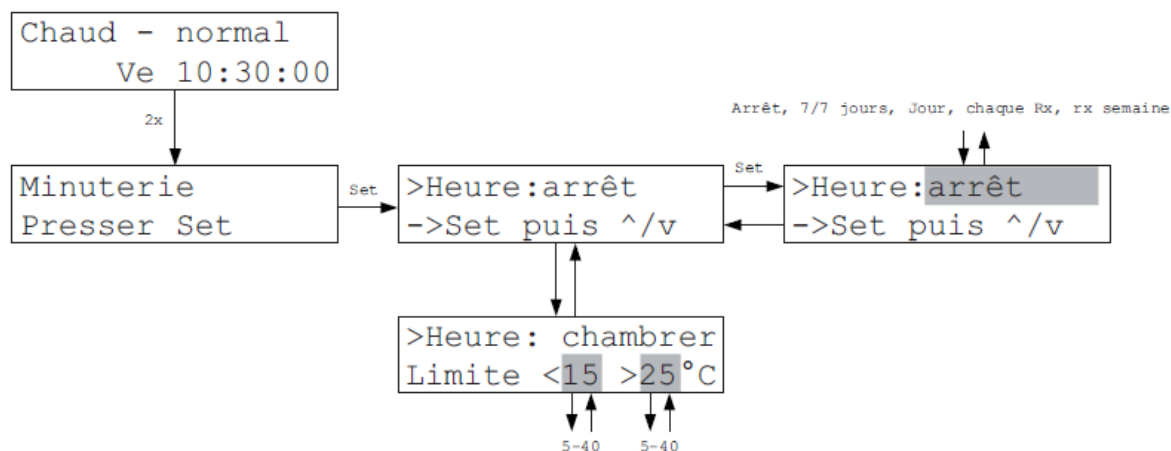 Chaud - normal
Ve 10:30:00
2x
Arrêt, 7/7 jours, Jour, chaque Rx, rx semaine
Minuterie
Presser Set
Set
>Heure:arrêt
->Set puis ^/v
Set
>Heure:arrêt
->Set puis ^/v
>Heure: chambrer
Limite <15 >25°C
5-40
5-40